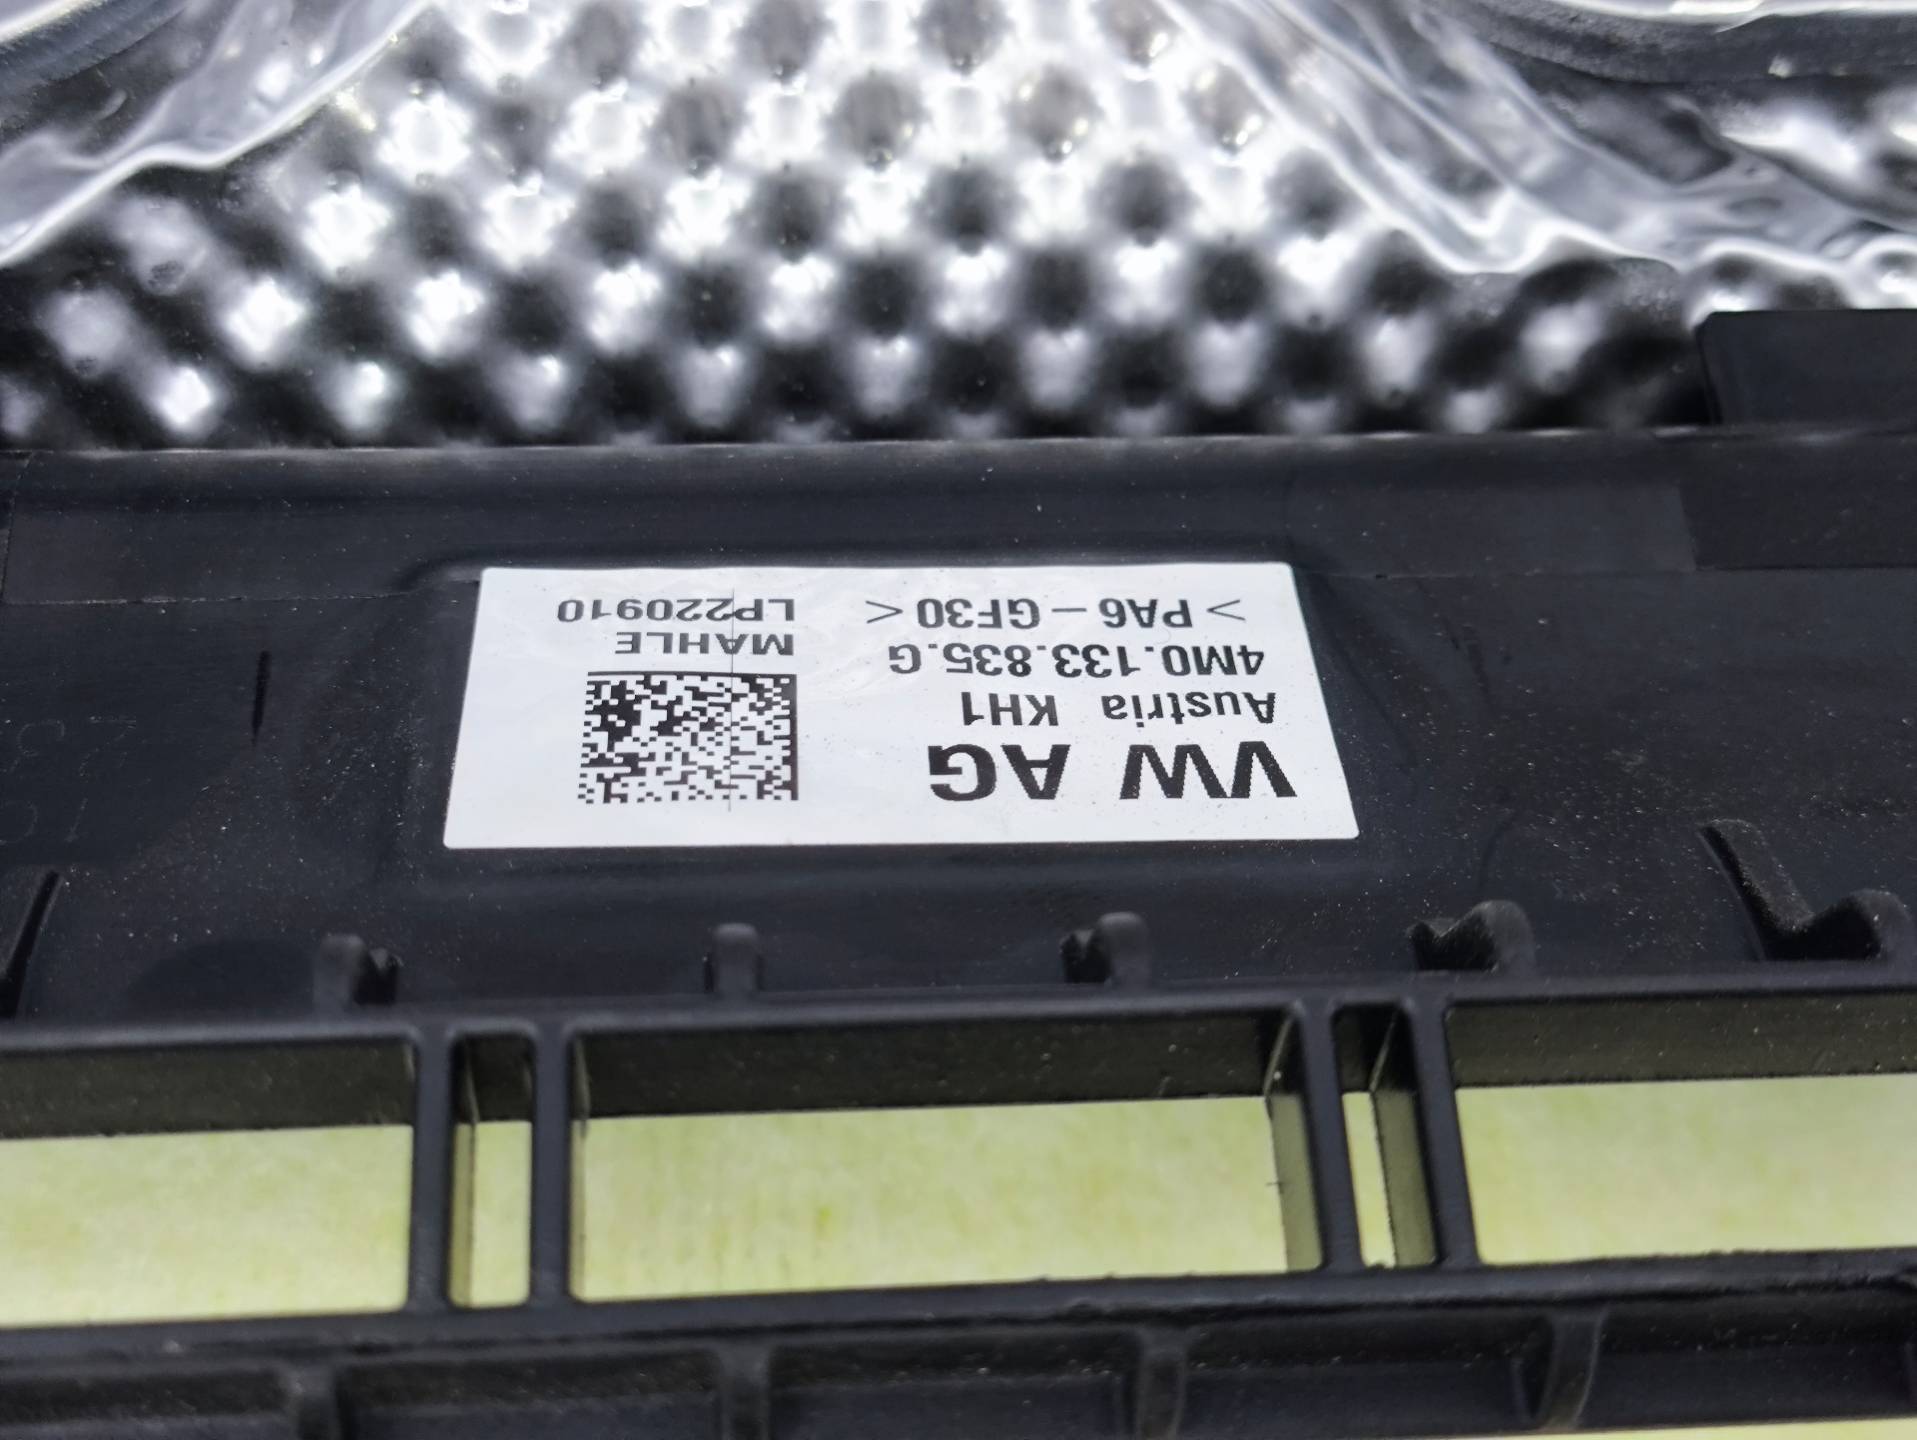 VW AG
Austria KH1
4M0.133.835.G
>PA6-GF30<
MAHLE
LP220910